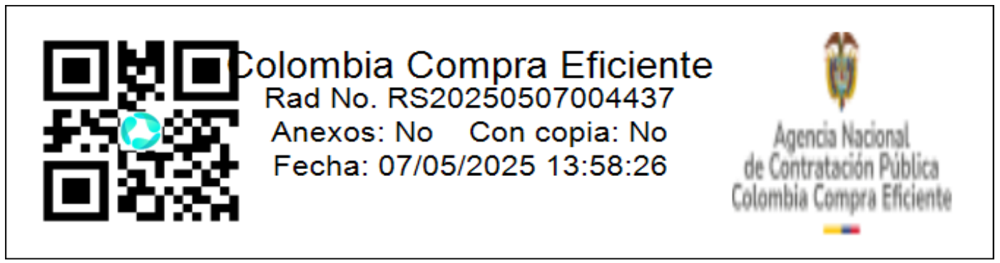 Colombia Compra Eficiente
Rad No. RS20250507004437
Anexos: No Con copia: No
Fecha: 07/05/2025 13:58:26
Agencia Nacional
de Contratación Pública
Colombia Compra Eficiente